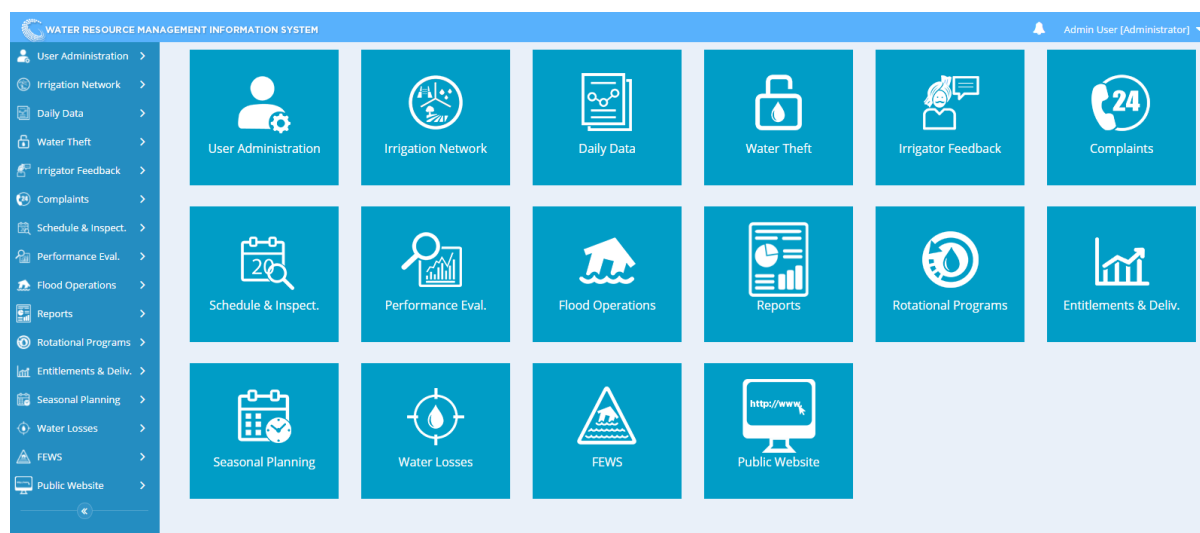 WATER RESOURCE MANAGEMENT INFORMATION SYSTEM
Admin User [Administrator]
User Administration
Irrigation Network
Daily Data
Water Theft
Irrigator Feedback
Complaints
Schedule & Inspect.
Performance Eval.
Flood Operations
Reports
Rotational Programs
Entitlements & Deliv.
Seasonal Planning
Water Losses
FEWS
Public Website
24
User Administration
Irrigation Network
Daily Data
Water Theft
Irrigator Feedback
Complaints
20
Schedule & Inspect.
Performance Eval.
Flood Operations
Reports
Rotational Programs
Entitlements & Deliv.
http://www.
Seasonal Planning
Water Losses
FEWS
Public Website